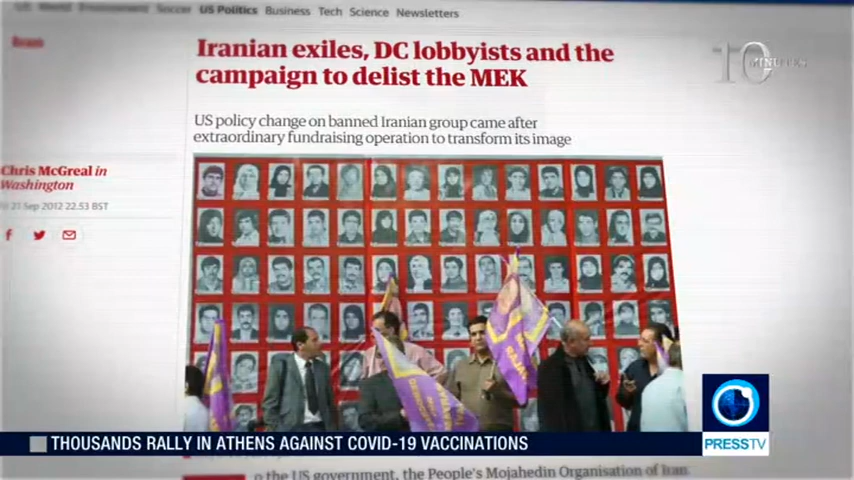 US Politics Business Tech Science Newsletters
Iranian exiles, DC lobbyists and the
campaign to delist the MEK
10
MINUTES
US policy change on banned Iranian group came after
extraordinary fundraising operation to transform its image
Chris McGreal in
Washington
21 Sep 2012 22.53 BST
PRESSTV
THOUSANDS RALLY IN ATHENS AGAINST COVID-19 VACCINATIONS
o the US government, the People's Mojahedin Organisation of Iran